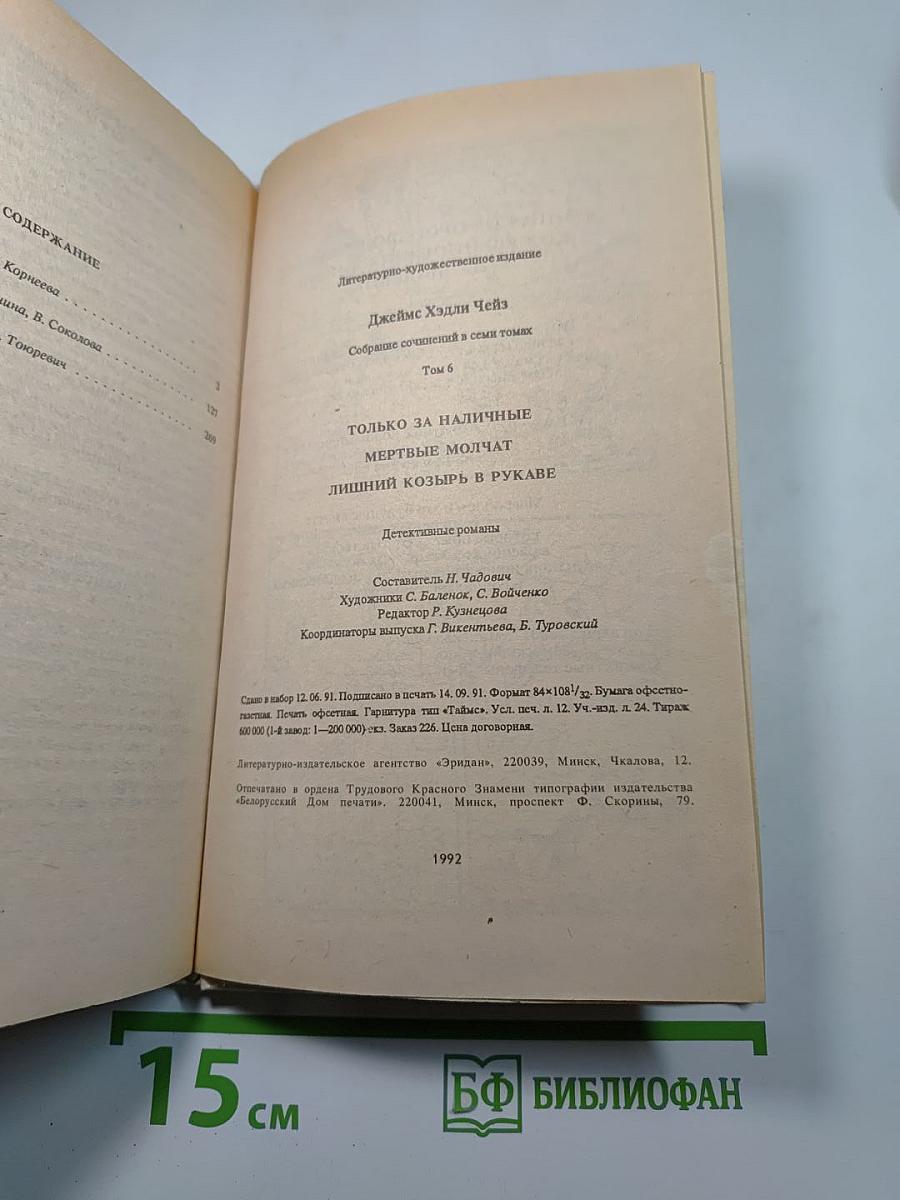 СОДЕРЖАНИЕ
Корнеева . . . . . . . . . . . . . . . 3
В. Соколова . . . . . . . . . . . 127
Тоюревич . . . . . . . . . . . . . 269
Литературно-художественное издание
Джеймс Хэдли Чейз
Собрание сочинений в семи томах
Том 6
ТОЛЬКО ЗА НАЛИЧНЫЕ
МЕРТВЫЕ МОЛЧАТ
ЛИШНИЙ КОЗЫРЬ В РУКАВЕ
Детективные романы
Составитель Н. Чадович
Художники С. Баленок, С. Войченко
Редактор Р. Кузнецова
Координаторы выпуска Г. Викентьева, Б. Туровский
Сдано в набор 12. 06. 91. Подписано в печать 14. 09. 91. Формат 84×108¹/₃₂. Бумага офсетно-
газетная. Печать офсетная. Гарнитура тип «Таймс». Усл. печ. л. 12. Уч.-изд. л. 24. Тираж
600 000 (1-й завод: 1—200 000) экз. Заказ 226. Цена договорная.
Литературно-издательское агентство «Эридан», 220039, Минск, Чкалова, 12.
Отпечатано в ордена Трудового Красного Знамени типографии издательства
«Белорусский Дом печати». 220041, Минск, проспект Ф. Скорины, 79.
1992
15 см
БФ БИБЛИОФАН